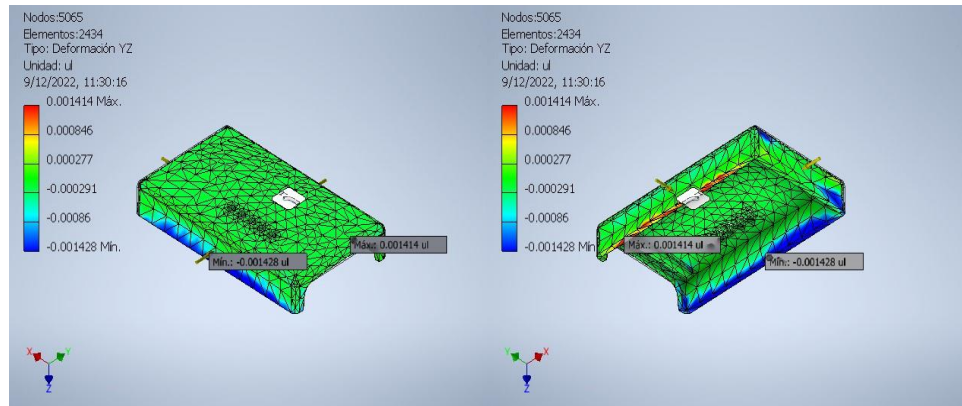 Nodos:5065
Elementos:2434
Tipo: Deformación YZ
Unidad: ul
9/12/2022, 11:30:16
0.001414 Máx.
0.000846
0.000277
-0.000291
-0.00086
-0.001428 Mín.
Máx.: 0.001414 ul
Mín.: -0.001428 ul
X
Y
Z
Nodos:5065
Elementos:2434
Tipo: Deformación YZ
Unidad: ul
9/12/2022, 11:30:16
0.001414 Máx.
0.000846
0.000277
-0.000291
-0.00086
-0.001428 Mín
Máx.: 0.001414 ul
Mín.: -0.001428 ul
Y
X
Z